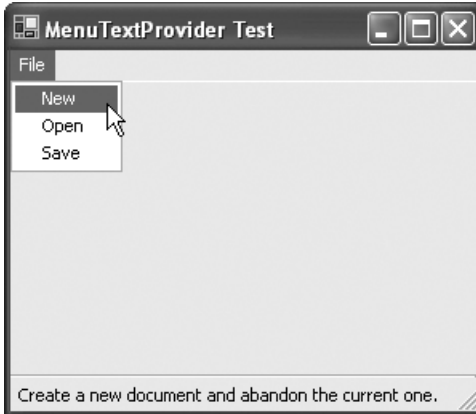 MenuTextProvider Test
File
New
Open
Save
Create a new document and abandon the current one.